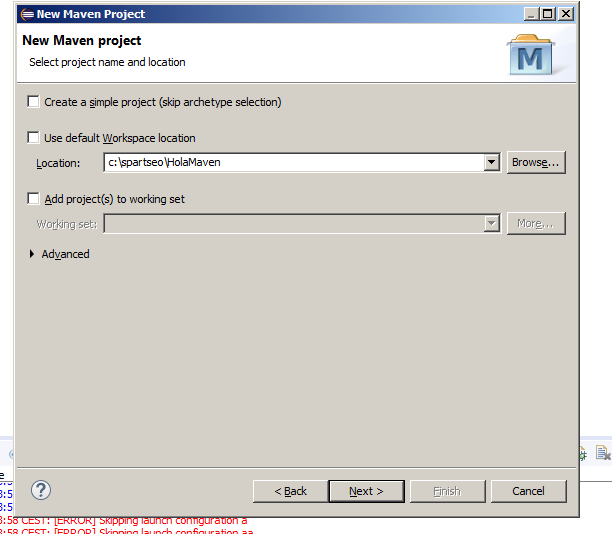 New Maven Project
New Maven project
Select project name and location
M
Create a simple project (skip archetype selection)
Use default Workspace location
Location: c:\spartseo\HolaMaven Browse...
Add project(s) to working set
Working set: More...
Advanced
? < Back Next > Finish Cancel
3:58 CEST: [ERROR] Skipping launch configuration a
3:58 CEST: [ERROR] Skipping launch configuration aa